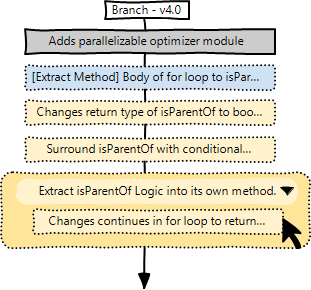 Branch - v4.0
Adds parallelizable optimizer module
[Extract Method] Body of for loop to isPar...
Changes return type of isParentOf to boo...
Surround isParentOf with conditional...
Extract isParentOf Logic into its own method.
Changes continues in for loop to return...